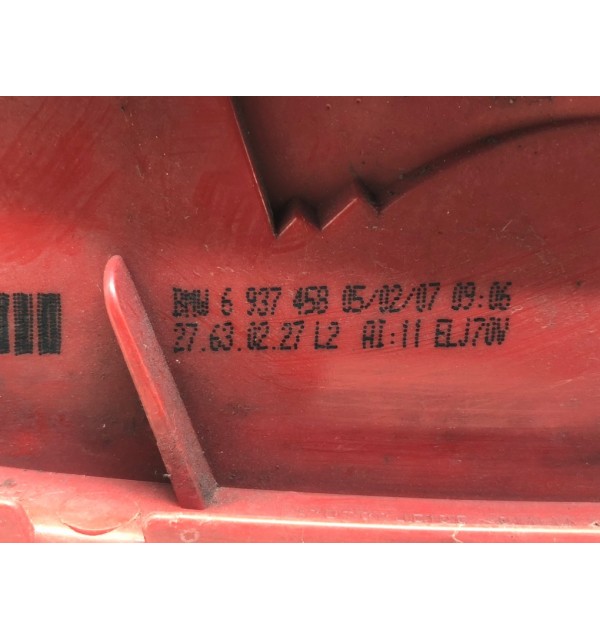 BMW 6 937 458 05/02/07 09:06
27.63.02.27 L2 AI:11 ELJ70V